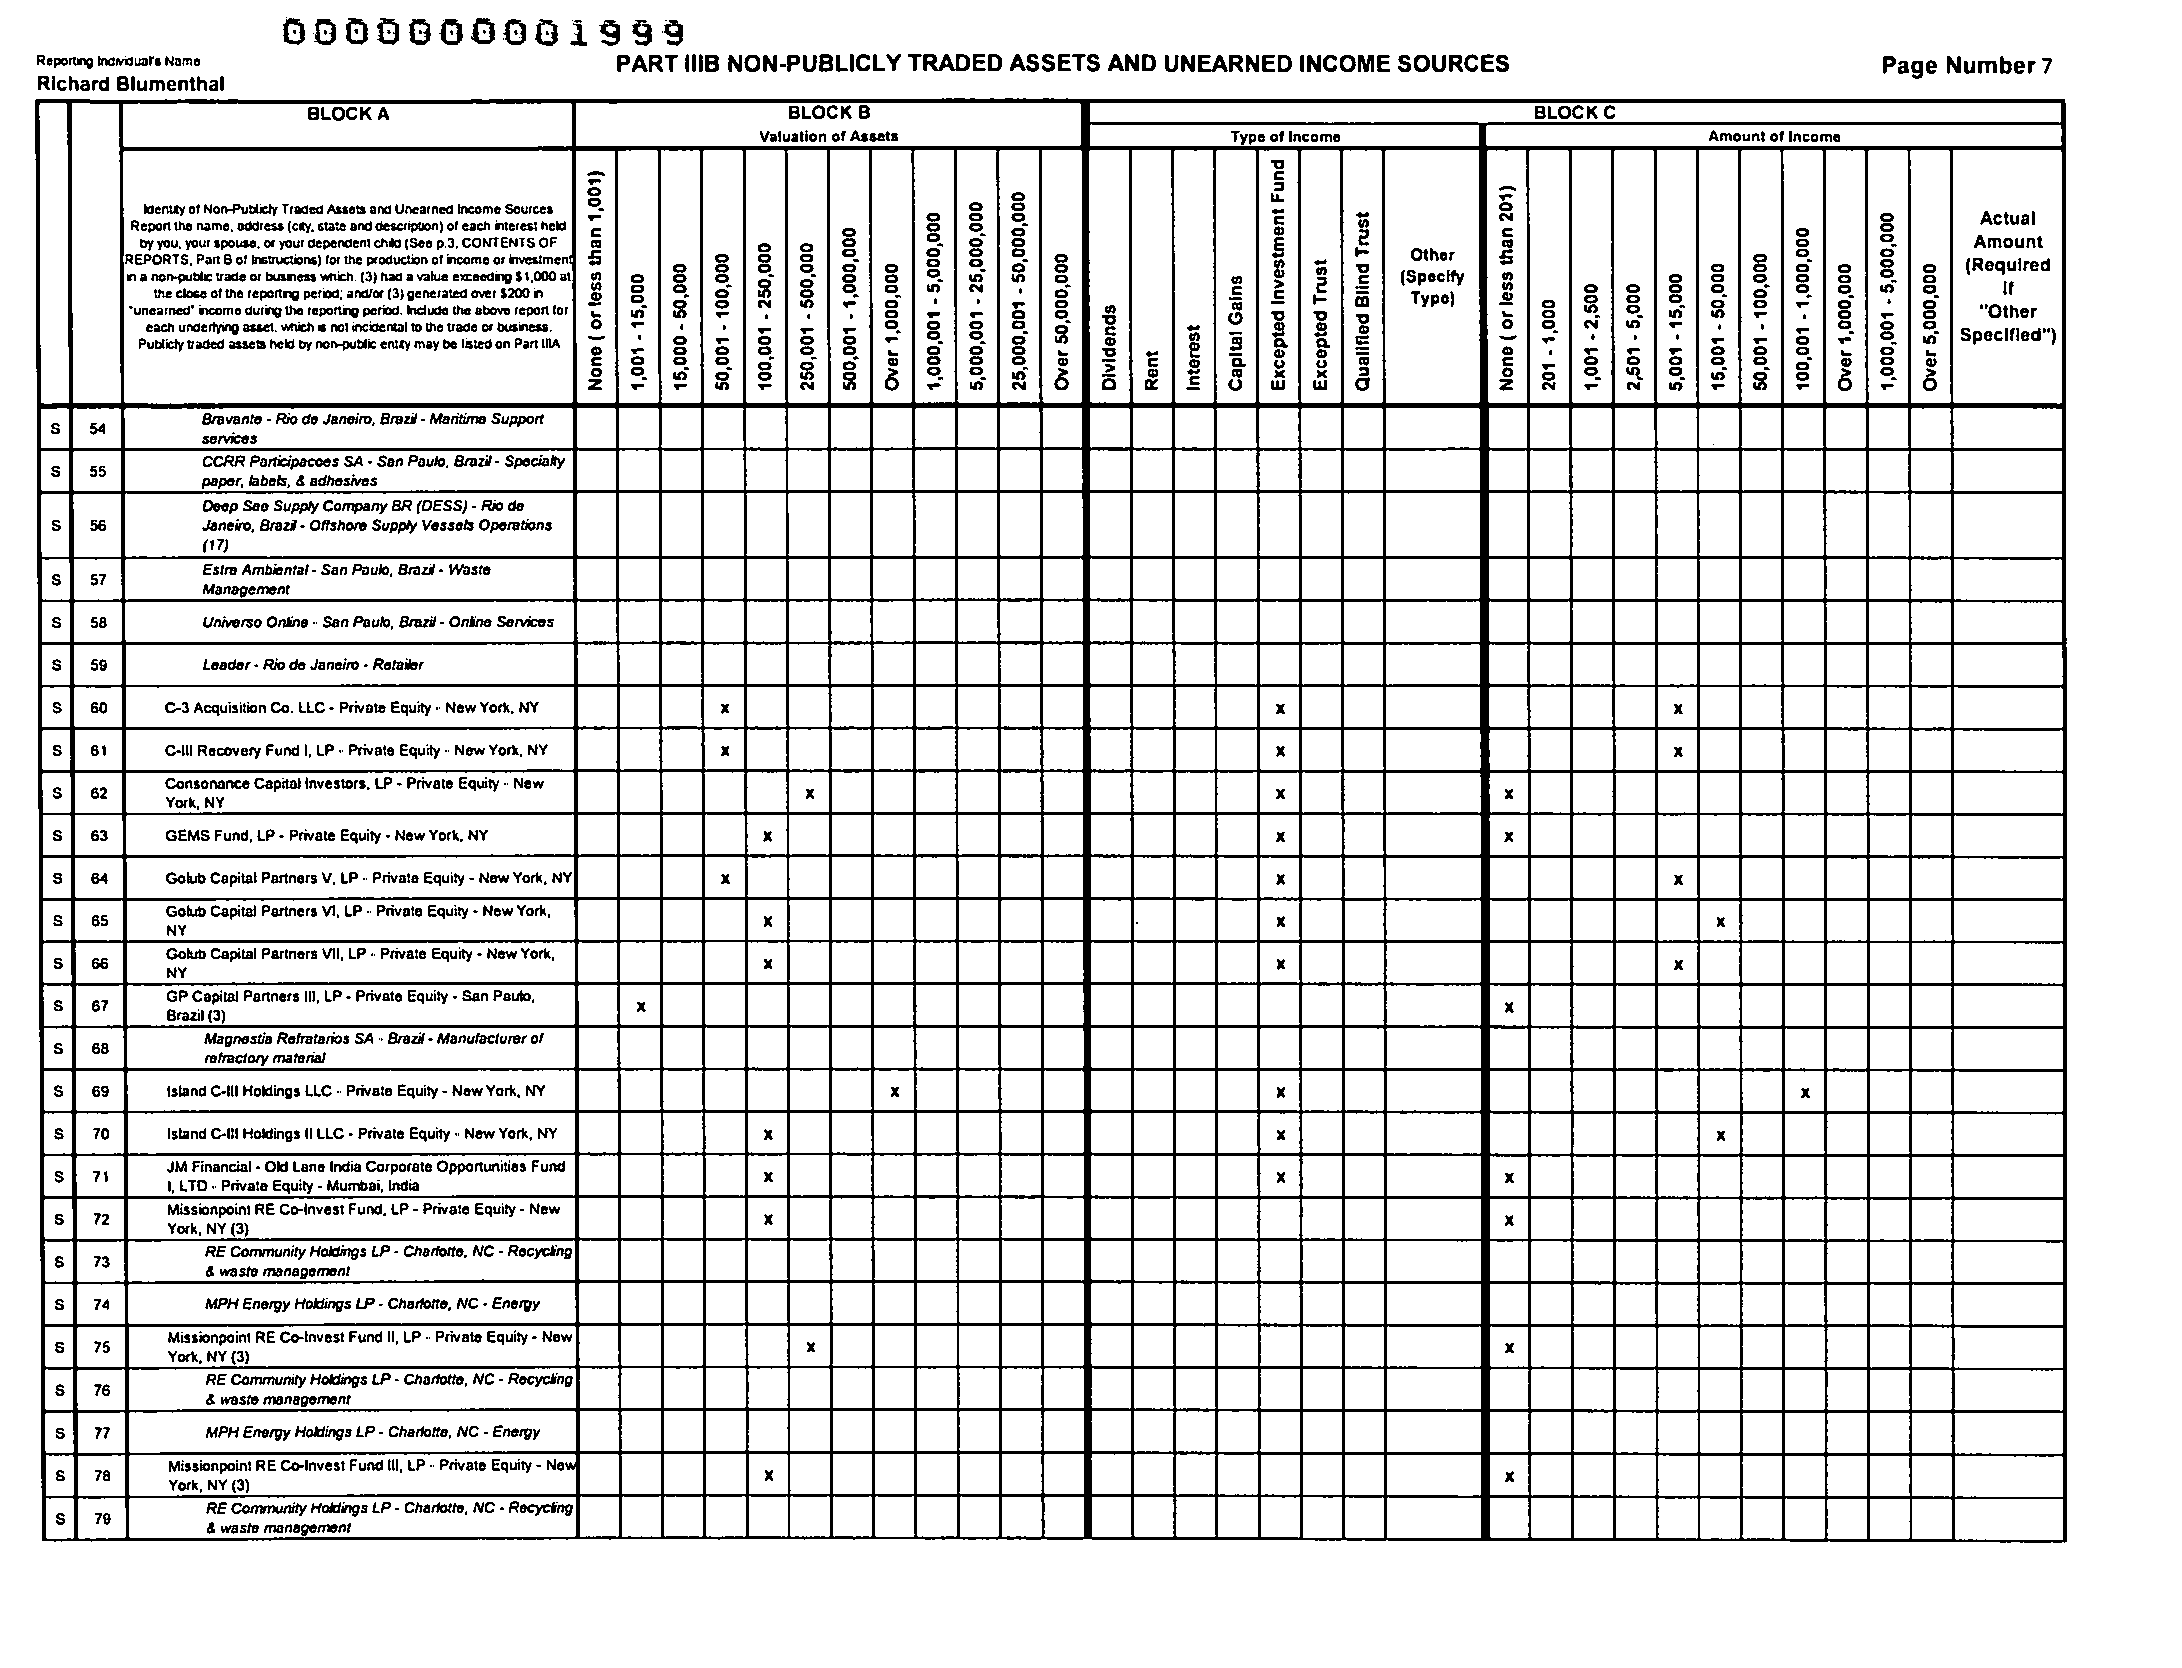 0000000001999
Reporting Individual's Name
Richard Blumenthal
PART IIIB NON-PUBLICLY TRADED ASSETS AND UNEARNED INCOME SOURCES
Page Number 7
BLOCK A
BLOCK B
BLOCK C
Valuation of Assets
Type of Income
Amount of Income
Identity of Non-Publicly Traded Assets and Unearned Income Sources
Report the name, address (city, state and description) of each interest held
by you, your spouse, or your dependent child (See p.3, CONTENTS OF
REPORTS, Part B of Instructions) for the production of income or investment
in a non-public trade or business which. (3) had a value exceeding $1,000 at
the close of the reporting period; and/or (3) generated over $200 in
"unearned" income during the reporting period. Include the above report for
each underlying asset. which is not incidental to the trade or business.
Publicly traded assets held by non-public entity may be listed on Part IIIA
None ( or less than 1,001)
1,001 - 15,000
15,000 - 50,000
50,001 - 100,000
100,001 - 250,000
250,001 - 500,000
500,001 - 1,000,000
Over 1,000,000
1,000,001 - 5,000,000
5,000,001 - 25,000,000
25,000,001 - 50,000,000
Over 50,000,000
Dividends
Rent
Interest
Capital Gains
Excepted Investment Fund
Excepted Trust
Qualified Blind Trust
Other
(Specify
Type)
None ( or less than 201)
201 - 1,000
1,001 - 2,500
2,501 - 5,000
5,001 - 15,000
15,001 - 50,000
50,001 - 100,000
100,001 - 1,000,000
Over 1,000,000
1,000,001 - 5,000,000
Over 5,000,000
Actual
Amount
(Required
If
"Other
Specified")
S 54 Bravante - Rio de Janeiro, Brazil - Maritime Support
services
S 55 CCRR Participacoes SA - San Paulo, Brazil - Specialty
paper, labels, & adhesives
S 56 Deep Sea Supply Company BR (DESS) - Rio de
Janeiro, Brazil - Offshore Supply Vessels Operations
(17)
S 57 Estre Ambiental - San Paulo, Brazil - Waste
Management
S 58 Universo Online - San Paulo, Brazil - Online Services
S 59 Leader - Rio de Janeiro - Retailer
S 60 C-3 Acquisition Co. LLC - Private Equity - New York, NY x x x
S 61 C-III Recovery Fund I, LP - Private Equity - New York, NY x x x
S 62 Consonance Capital Investors, LP - Private Equity - New
York, NY x x x
S 63 GEMS Fund, LP - Private Equity - New York, NY x x x
S 64 Golub Capital Partners V, LP - Private Equity - New York, NY x x x
S 65 Golub Capital Partners VI, LP - Private Equity - New York,
NY x x x
S 66 Golub Capital Partners VII, LP - Private Equity - New York,
NY x x x
S 67 GP Capital Partners III, LP - Private Equity - San Paulo,
Brazil (3) x x
S 68 Magnestia Refratarios SA - Brazil - Manufacturer of
refractory material
S 69 Island C-III Holdings LLC - Private Equity - New York, NY x x x
S 70 Island C-III Holdings II LLC - Private Equity - New York, NY x x x
S 71 JM Financial - Old Lane India Corporate Opportunities Fund
I, LTD - Private Equity - Mumbai, India x x x
S 72 Missionpoint RE Co-Invest Fund, LP - Private Equity - New
York, NY (3) x x
S 73 RE Community Holdings LP - Charlotte, NC - Recycling
& waste management
S 74 MPH Energy Holdings LP - Charlotte, NC - Energy
S 75 Missionpoint RE Co-Invest Fund II, LP - Private Equity - New
York, NY (3) x x
S 76 RE Community Holdings LP - Charlotte, NC - Recycling
& waste management
S 77 MPH Energy Holdings LP - Charlotte, NC - Energy
S 78 Missionpoint RE Co-Invest Fund III, LP - Private Equity - New
York, NY (3) x x
S 79 RE Community Holdings LP - Charlotte, NC - Recycling
& waste management